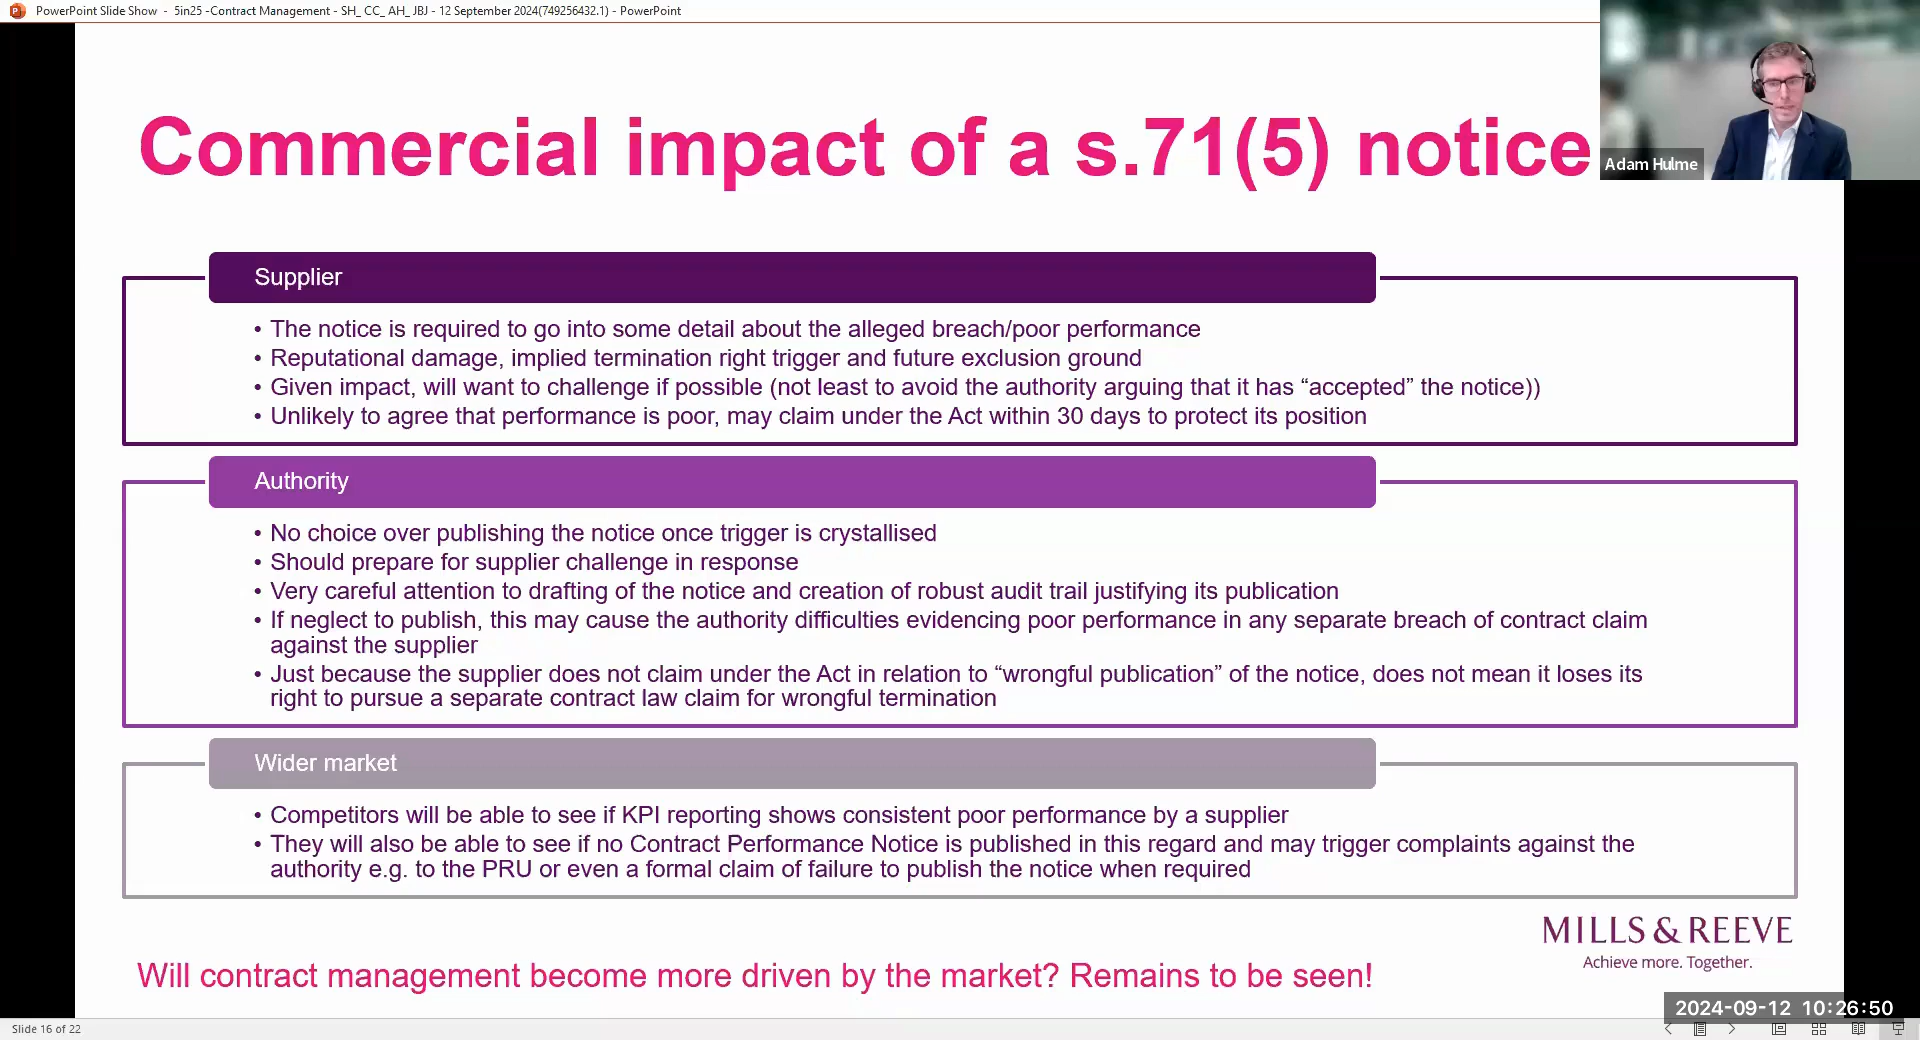 PowerPoint Slide Show - 5in25 -Contract Management - SH_ CC_ AH_ JBJ - 12 September 2024(749256432.1) - PowerPoint
Commercial impact of a s.71(5) notice
Adam Hulme
Supplier
• The notice is required to go into some detail about the alleged breach/poor performance
• Reputational damage, implied termination right trigger and future exclusion ground
• Given impact, will want to challenge if possible (not least to avoid the authority arguing that it has “accepted” the notice))
• Unlikely to agree that performance is poor, may claim under the Act within 30 days to protect its position
Authority
• No choice over publishing the notice once trigger is crystallised
• Should prepare for supplier challenge in response
• Very careful attention to drafting of the notice and creation of robust audit trail justifying its publication
• If neglect to publish, this may cause the authority difficulties evidencing poor performance in any separate breach of contract claim
against the supplier
• Just because the supplier does not claim under the Act in relation to “wrongful publication” of the notice, does not mean it loses its
right to pursue a separate contract law claim for wrongful termination
Wider market
• Competitors will be able to see if KPI reporting shows consistent poor performance by a supplier
• They will also be able to see if no Contract Performance Notice is published in this regard and may trigger complaints against the
authority e.g. to the PRU or even a formal claim of failure to publish the notice when required
MILLS & REEVE
Achieve more. Together.
Will contract management become more driven by the market? Remains to be seen!
2024-09-12 10:26:50
Slide 16 of 22